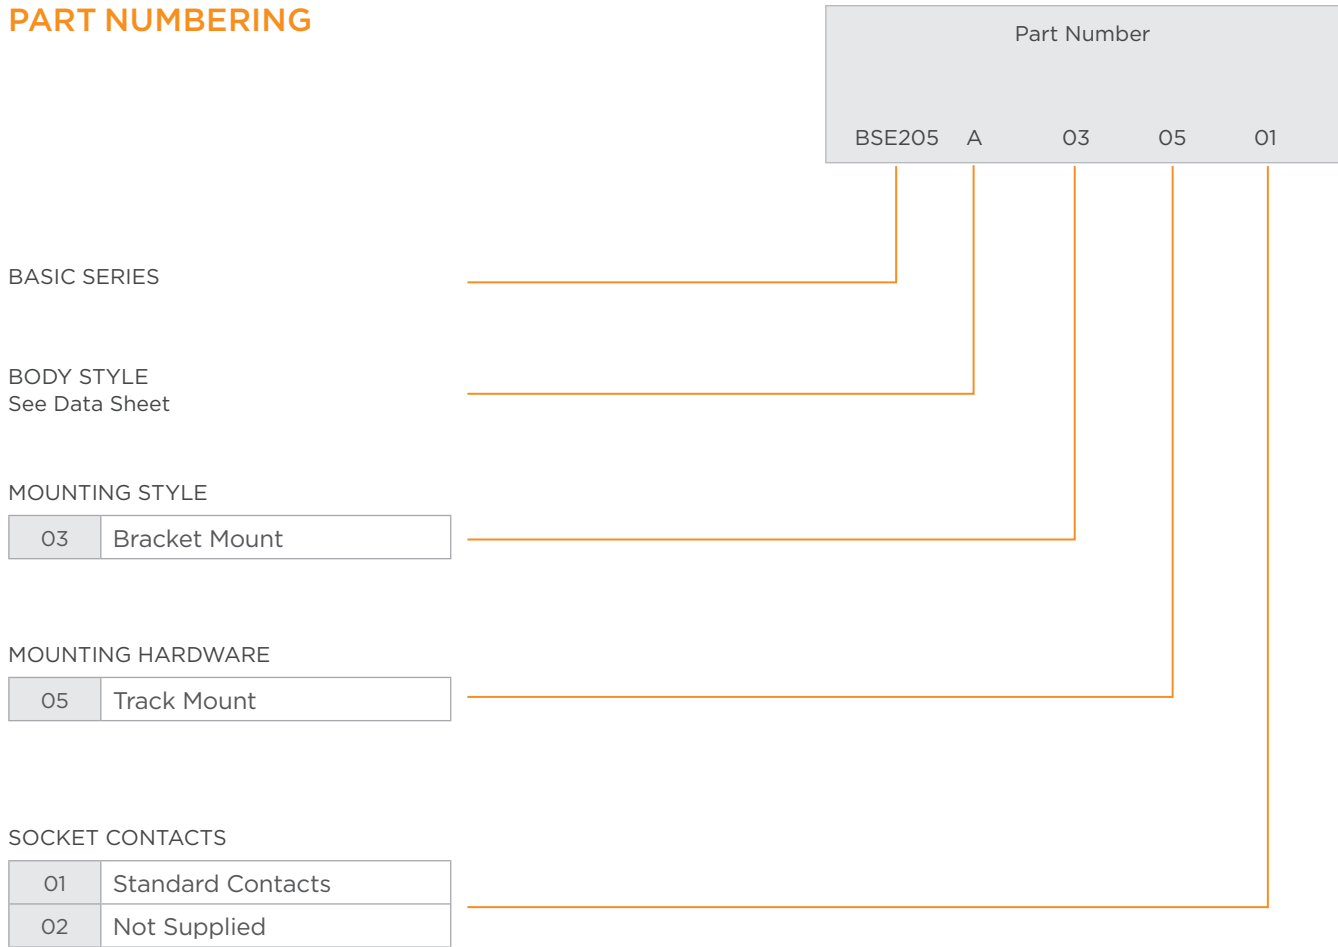 PART NUMBERING
Part Number
BSE205 A 03 05 01
BASIC SERIES
BODY STYLE
See Data Sheet
MOUNTING STYLE
03 Bracket Mount
MOUNTING HARDWARE
05 Track Mount
SOCKET CONTACTS
01 Standard Contacts
02 Not Supplied